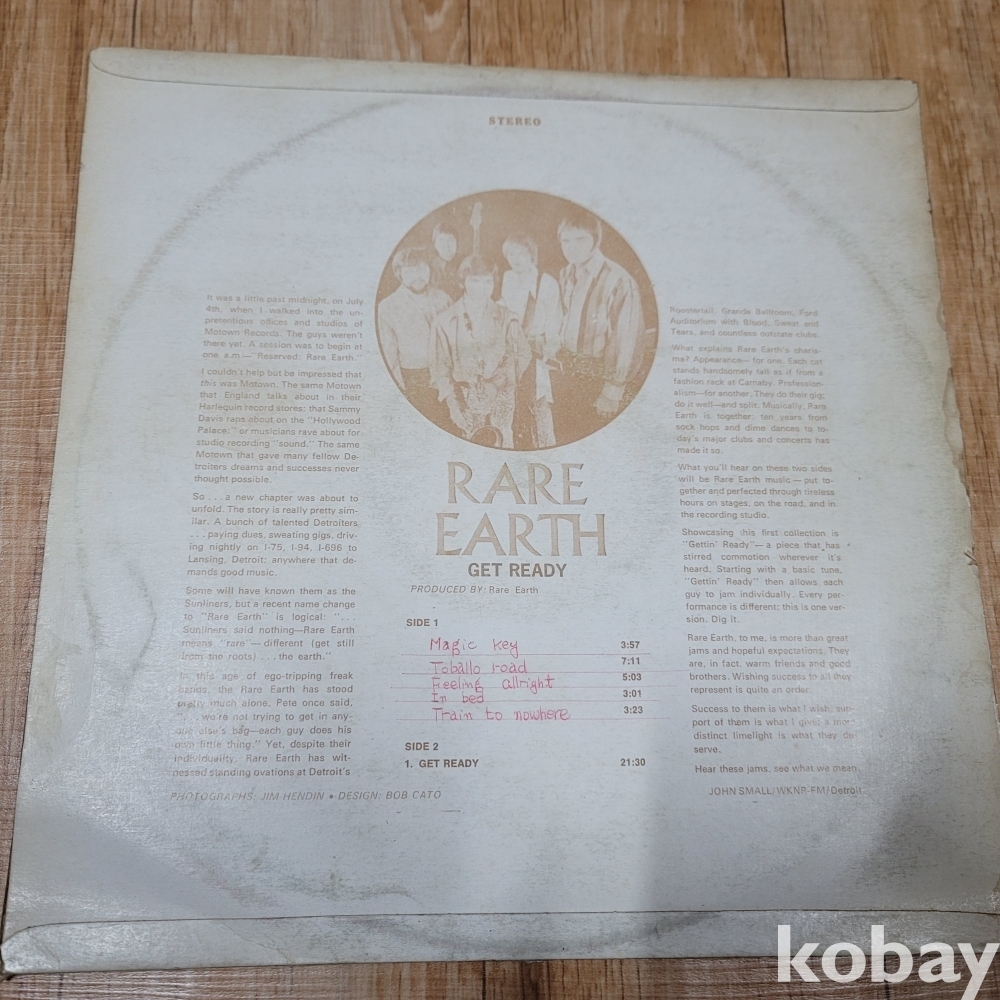 STEREO
It was a little past midnight, on July
4th, when I walked into the un-
pretentious offices and studios of
Motown Records. The guys weren't
there yet. A session was to begin at
one a.m — "Reserved: Rare Earth."
I couldn't help but be impressed that
this was Motown. The same Motown
that England talks about in their
Harlequin record stores: that Sammy
Davis raps about on the "Hollywood
Palace;" or musicians rave about for
studio recording "sound." The same
Motown that gave many fellow De-
troiters dreams and successes never
thought possible.
So . . . a new chapter was about to
unfold. The story is really pretty sim-
ilar. A bunch of talented Detroiters
. . . paying dues, sweating gigs, driv-
ing nightly on I-75, I-94, I-696 to
Lansing, Detroit; anywhere that de-
mands good music.
Some will have known them as the
Sunliners, but a recent name change
to "Rare Earth" is logical: ". . .
Sunliners said nothing—Rare Earth
means "rare"— different (get still
from the roots) . . . the earth."
In this age of ego-tripping freak
bands, the Rare Earth has stood
pretty much alone. Pete once said,
". . . we're not trying to get in any-
one else's bag—each guy does his
own little thing." Yet, despite their
individuality, Rare Earth has wit-
nessed standing ovations at Detroit's
PHOTOGRAPHS: JIM HENDIN • DESIGN: BOB CATO
RARE
EARTH
GET READY
PRODUCED BY: Rare Earth
SIDE 1
Magic key 3:57
Toballo road 7:11
Feeling allright 5:03
In bed 3:01
Train to nowhere 3:23
SIDE 2
1. GET READY 21:30
Roostertail, Grande Ballroom, Ford
Auditorium with Blood, Sweat and
Tears, and countless outstate clubs.
What explains Rare Earth's charis-
ma? Appearance— for one. Each cat
stands handsomely tall as if from a
fashion rack at Carnaby. Profession-
alism—for another. They do their gig;
do it well—and split. Musically, Rare
Earth is together: ten years from
sock hops and dime dances to to-
day's major clubs and concerts has
made it so.
What you'll hear on these two sides
will be Rare Earth music — put to-
gether and perfected through tireless
hours on stages, on the road, and in
the recording studio.
Showcasing this first collection is
"Gettin' Ready"— a piece that has
stirred commotion wherever it's
heard. Starting with a basic tune,
"Gettin' Ready" then allows each
guy to jam individually. Every per-
formance is different; this is one ver-
sion. Dig it.
Rare Earth, to me, is more than great
jams and hopeful expectations. They
are, in fact, warm friends and good
brothers. Wishing success to all they
represent is quite an order.
Success to them is what I wish; sup-
port of them is what I give; a more
distinct limelight is what they de-
serve.
Hear these jams, see what we mean.
JOHN SMALL/WKNR-FM/Detroit
kobay